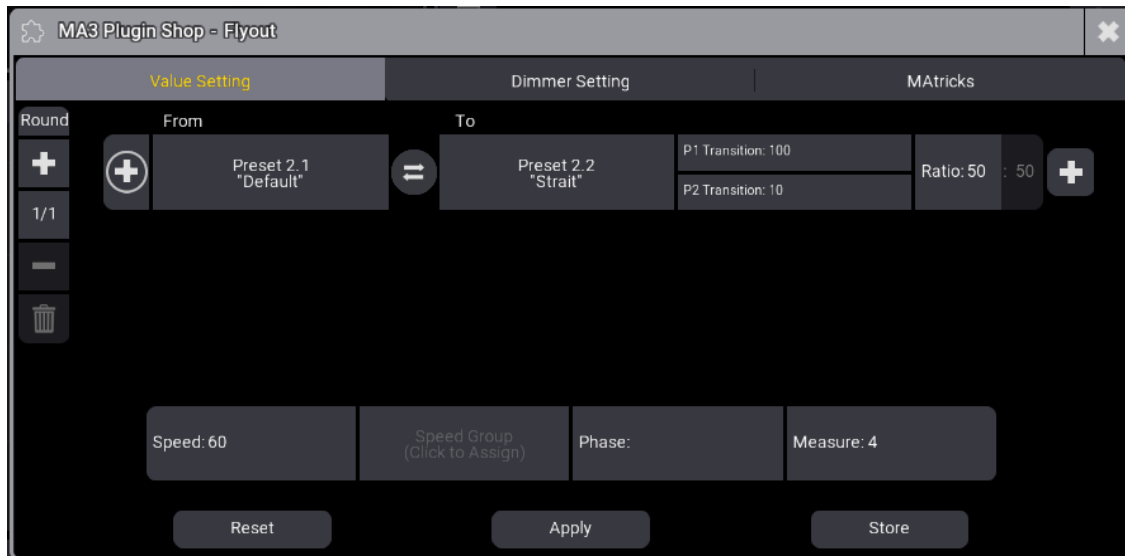 MA3 Plugin Shop - Flyout
Value Setting
Dimmer Setting
MAtricks
Round
From
To
Preset 2.1
"Default"
Preset 2.2
"Strait"
P1 Transition: 100
P2 Transition: 10
Ratio: 50 : 50
1/1
Speed: 60
Speed Group
(Click to Assign)
Phase:
Measure: 4
Reset
Apply
Store